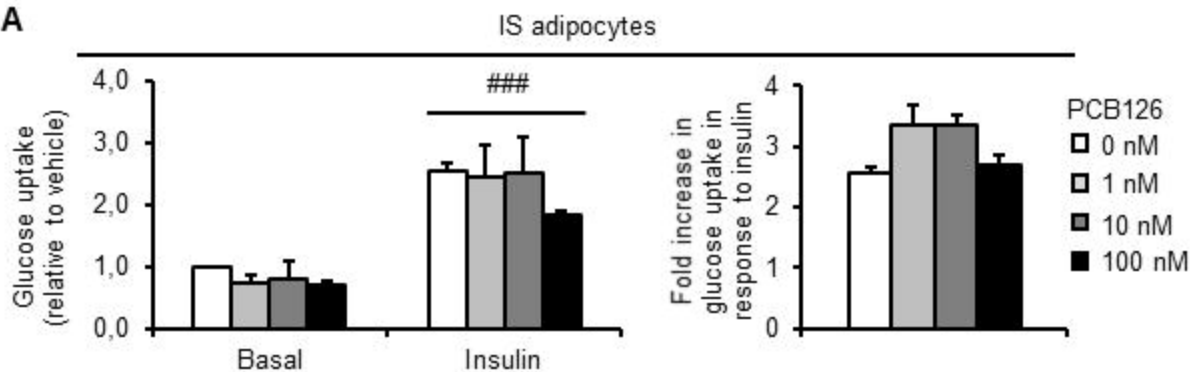 A
IS adipocytes
Glucose uptake
(relative to vehicle)
4,0
3,0
2,0
1,0
0,0
###
Basal
Insulin
Fold increase in
glucose uptake in
response to insulin
4
3
2
1
0
PCB126
0 nM
1 nM
10 nM
100 nM